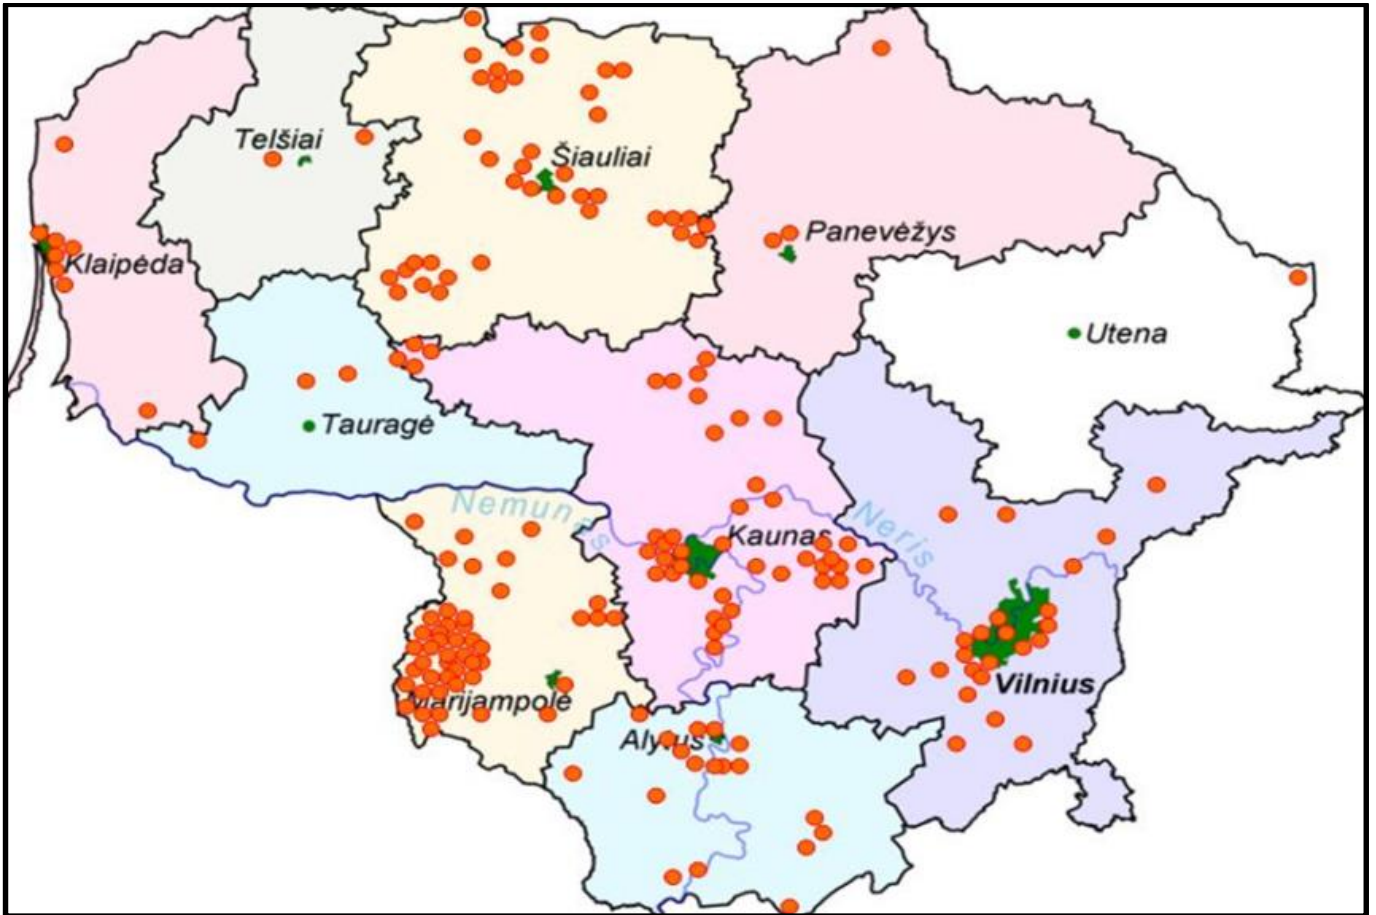 Telšiai
Šiauliai
Panevėžys
Klaipėda
Utena
Tauragė
Nemunas
Kaunas
Neris
Vilnius
Marijampolė
Alytus